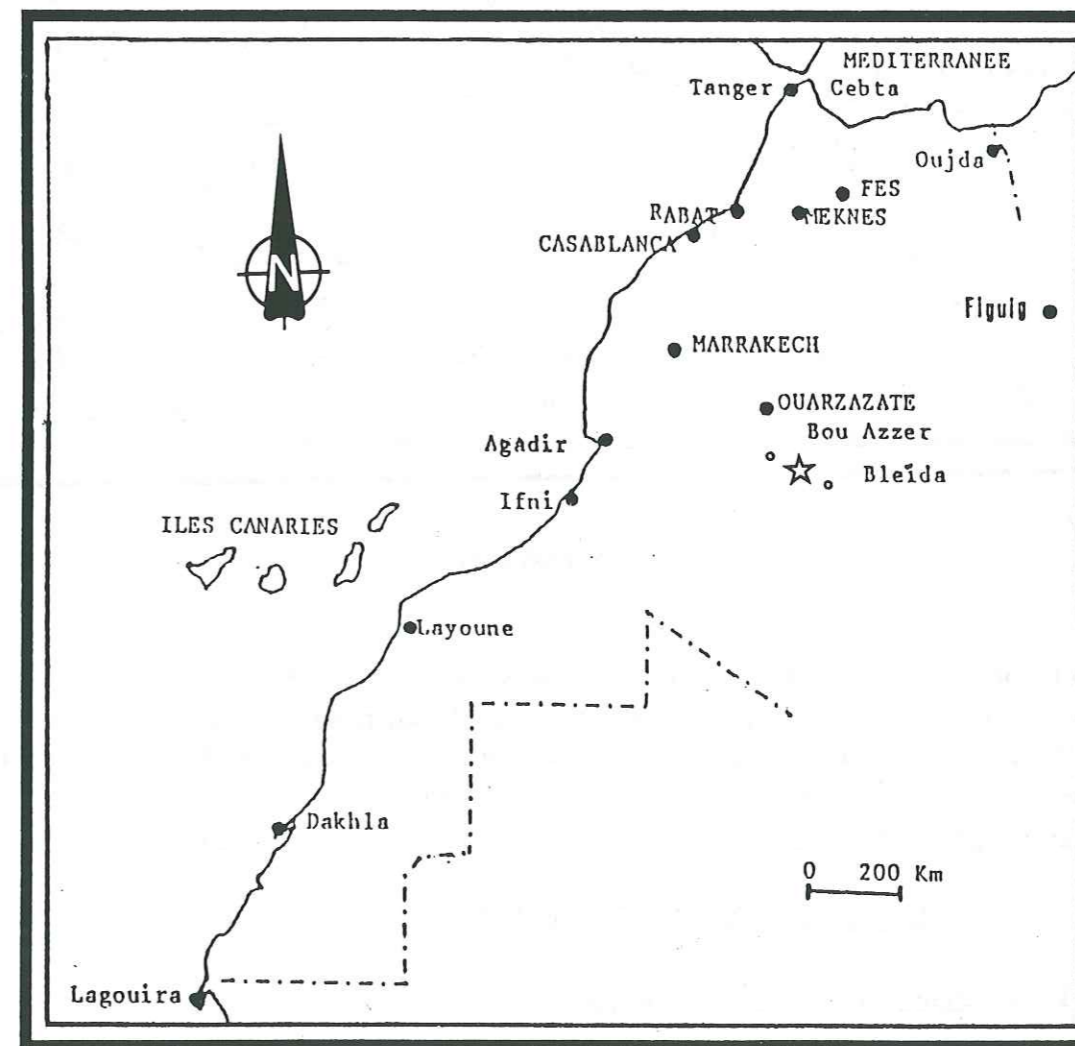 MEDITERRANEE
Tanger
Cebta
Oujda
FES
RABAT
MEKNES
CASABLANCA
N
Figuig
MARRAKECH
OUARZAZATE
Bou Azzer
Agadir
Bleïda
Ifni
ILES CANARIES
Layoune
Dakhla
0 200 Km
Lagouira